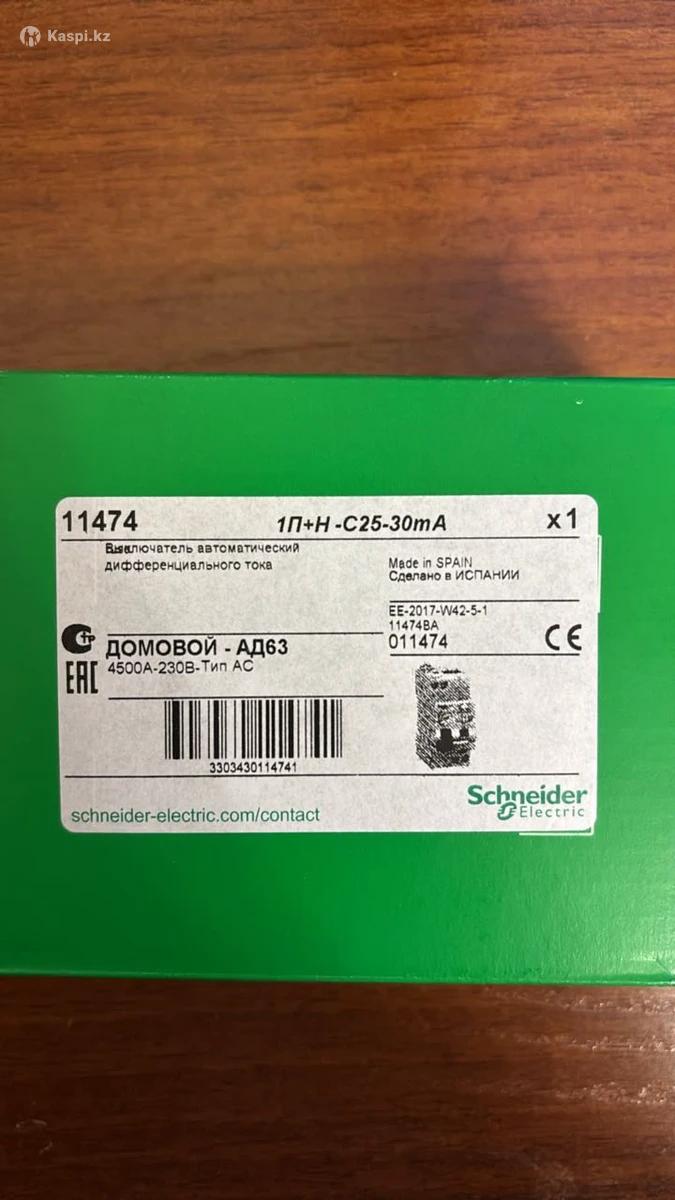 Kaspi.kz
11474 1П+Н -C25-30mA x1
Выключатель автоматический
дифференциального тока
Made in SPAIN
Сделано в ИСПАНИИ
EE-2017-W42-5-1
11474BA
011474
CE
ДОМОВОЙ - АД63
4500А-230В-Тип АС
EAC
3303430114741
schneider-electric.com/contact
Schneider
Electric